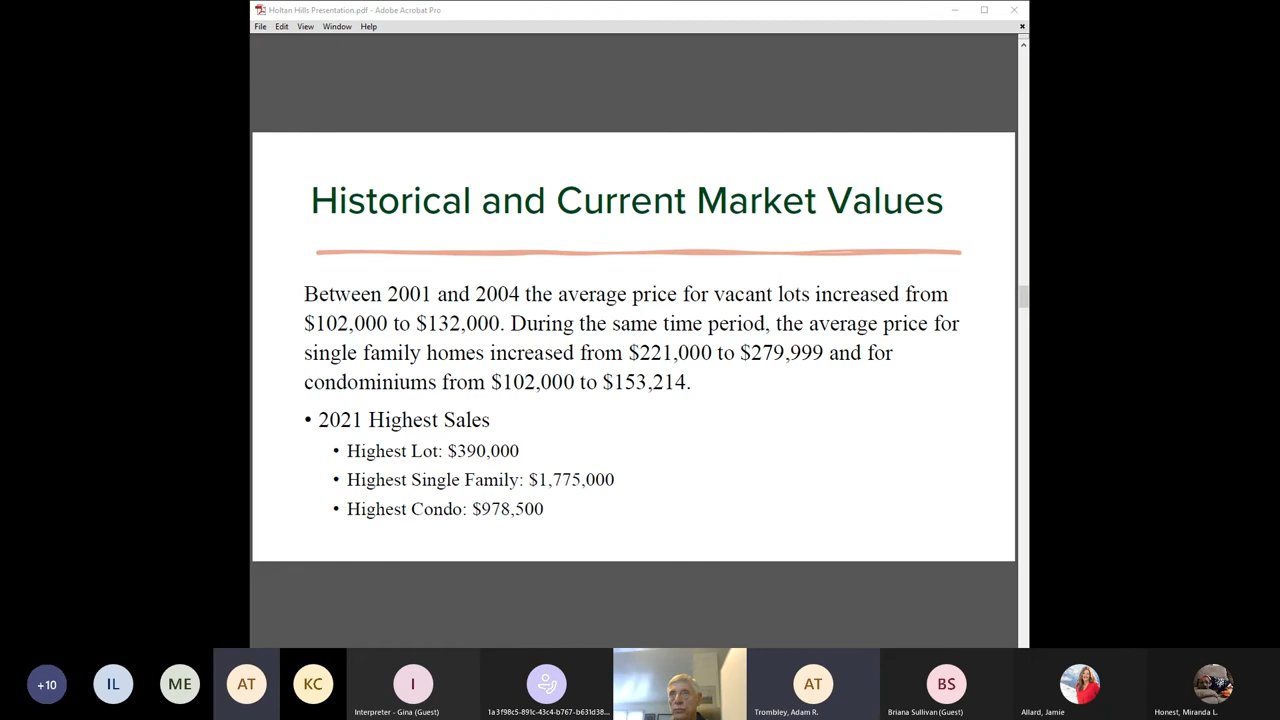 Holtan Hills Presentation.pdf - Adobe Acrobat Pro
File Edit View Window Help
Historical and Current Market Values
Between 2001 and 2004 the average price for vacant lots increased from
$102,000 to $132,000. During the same time period, the average price for
single family homes increased from $221,000 to $279,999 and for
condominiums from $102,000 to $153,214.
• 2021 Highest Sales
• Highest Lot: $390,000
• Highest Single Family: $1,775,000
• Highest Condo: $978,500
+10 IL ME AT KC I AT BS
Interpreter - Gina (Guest) 1a3f98c5-891c-43c4-b767-b631d38... Trombley, Adam R. Briana Sullivan (Guest) Allard, Jamie Honest, Miranda L.